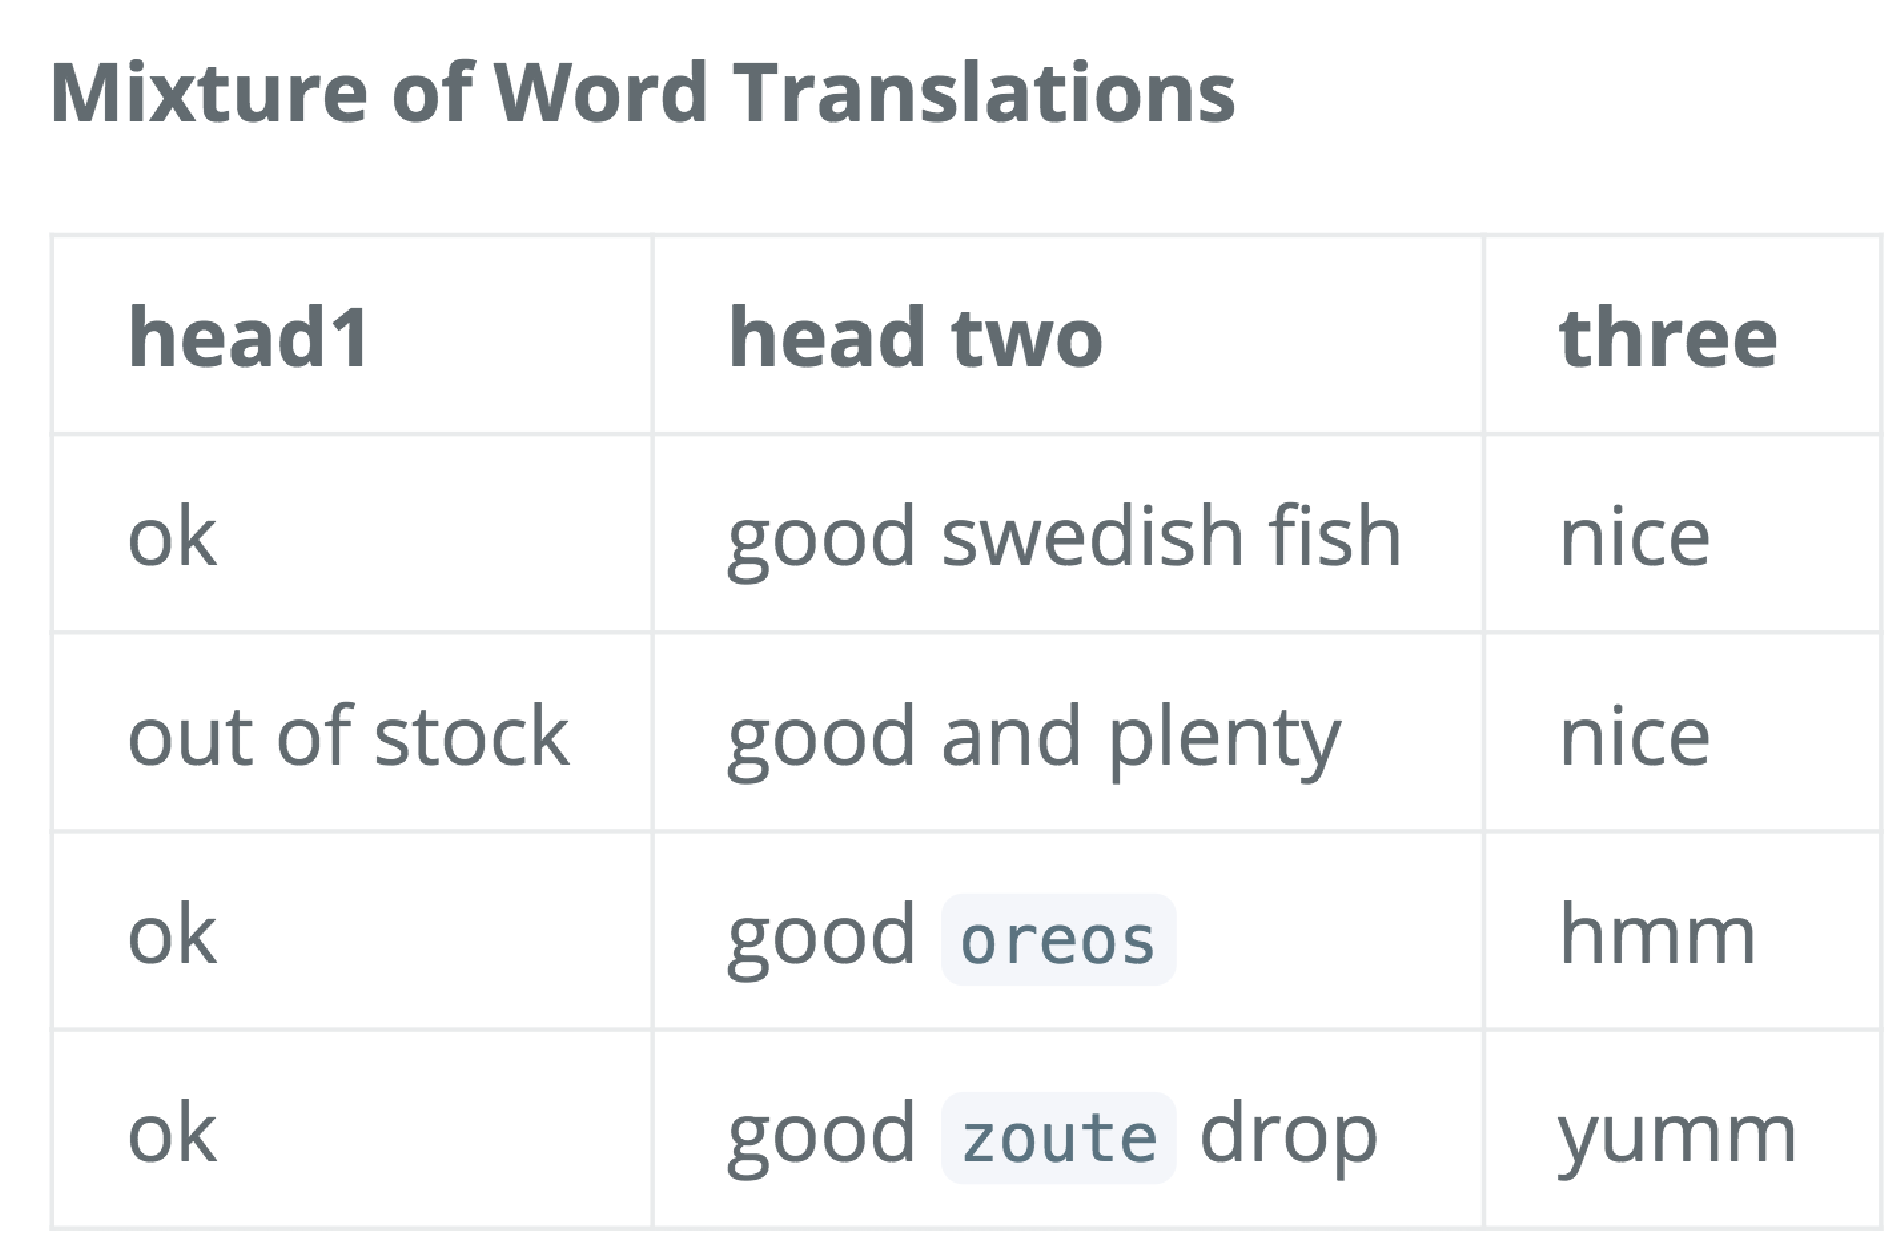 Mixture of Word Translations
head1 head two three
ok good swedish fish nice
out of stock good and plenty nice
ok good oreos hmm
ok good zoute drop yumm